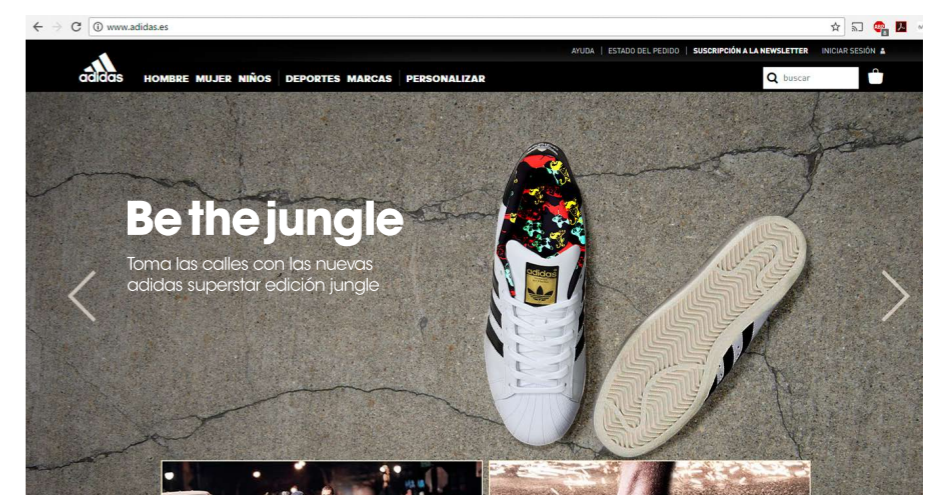 www.adidas.es
AYUDA | ESTADO DEL PEDIDO | SUSCRIPCIÓN A LA NEWSLETTER INICIAR SESIÓN
adidas
HOMBRE MUJER NIÑOS DEPORTES MARCAS PERSONALIZAR
buscar
Be the jungle
Toma las calles con las nuevas
adidas superstar edición jungle
adidas